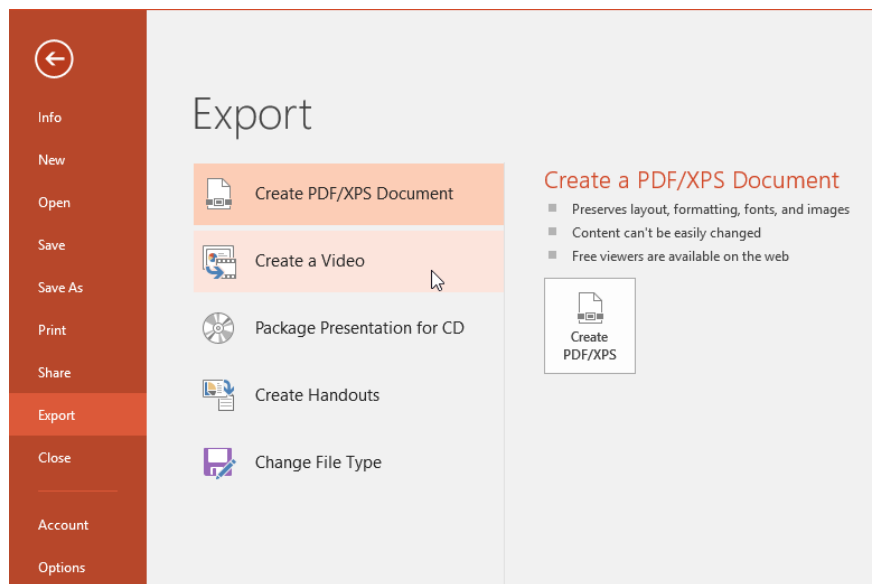 Info
New
Open
Save
Save As
Print
Share
Export
Close
Account
Options
Export
Create PDF/XPS Document
Create a Video
Package Presentation for CD
Create Handouts
Change File Type
Create a PDF/XPS Document
Preserves layout, formatting, fonts, and images
Content can't be easily changed
Free viewers are available on the web
Create
PDF/XPS